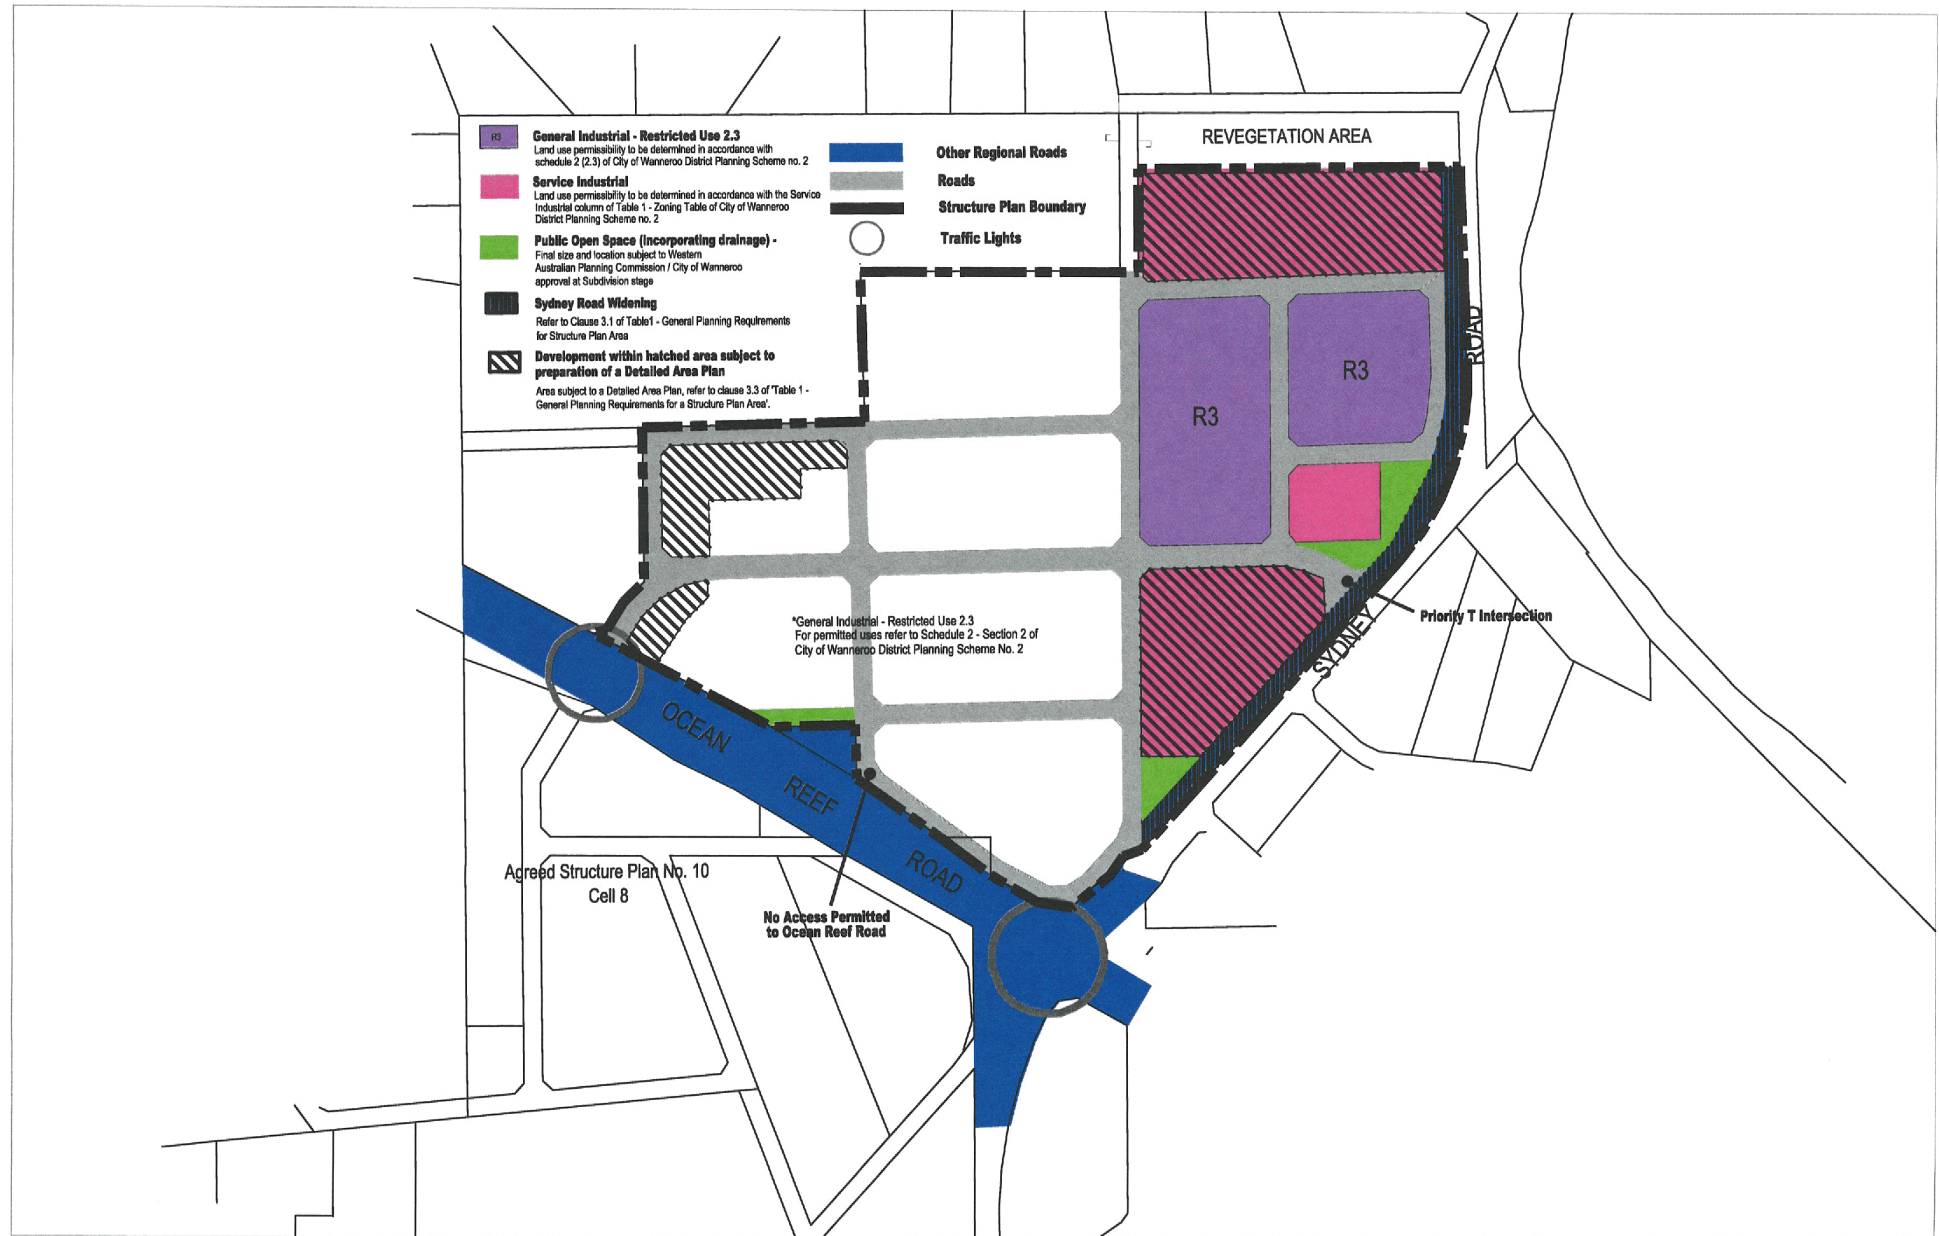 R3
General Industrial - Restricted Use 2.3
Land use permissibility to be determined in accordance with
schedule 2 (2.3) of City of Wanneroo District Planning Scheme no. 2
Service Industrial
Land use permissibility to be determined in accordance with the Service
Industrial column of Table 1 - Zoning Table of City of Wanneroo
District Planning Scheme no. 2
Public Open Space (incorporating drainage) -
Final size and location subject to Western
Australian Planning Commission / City of Wanneroo
approval at Subdivision stage
Sydney Road Widening
Refer to Clause 3.1 of Table1 - General Planning Requirements
for Structure Plan Area
Development within hatched area subject to
preparation of a Detailed Area Plan
Area subject to a Detailed Area Plan, refer to clause 3.3 of 'Table 1 -
General Planning Requirements for a Structure Plan Area'.
Other Regional Roads
Roads
Structure Plan Boundary
Traffic Lights
REVEGETATION AREA
ROAD
R3
R3
Priority T Intersection
SYDNEY
*General Industrial - Restricted Use 2.3
For permitted uses refer to Schedule 2 - Section 2 of
City of Wanneroo District Planning Scheme No. 2
OCEAN
REEF
ROAD
Agreed Structure Plan No. 10
Cell 8
No Access Permitted
to Ocean Reef Road